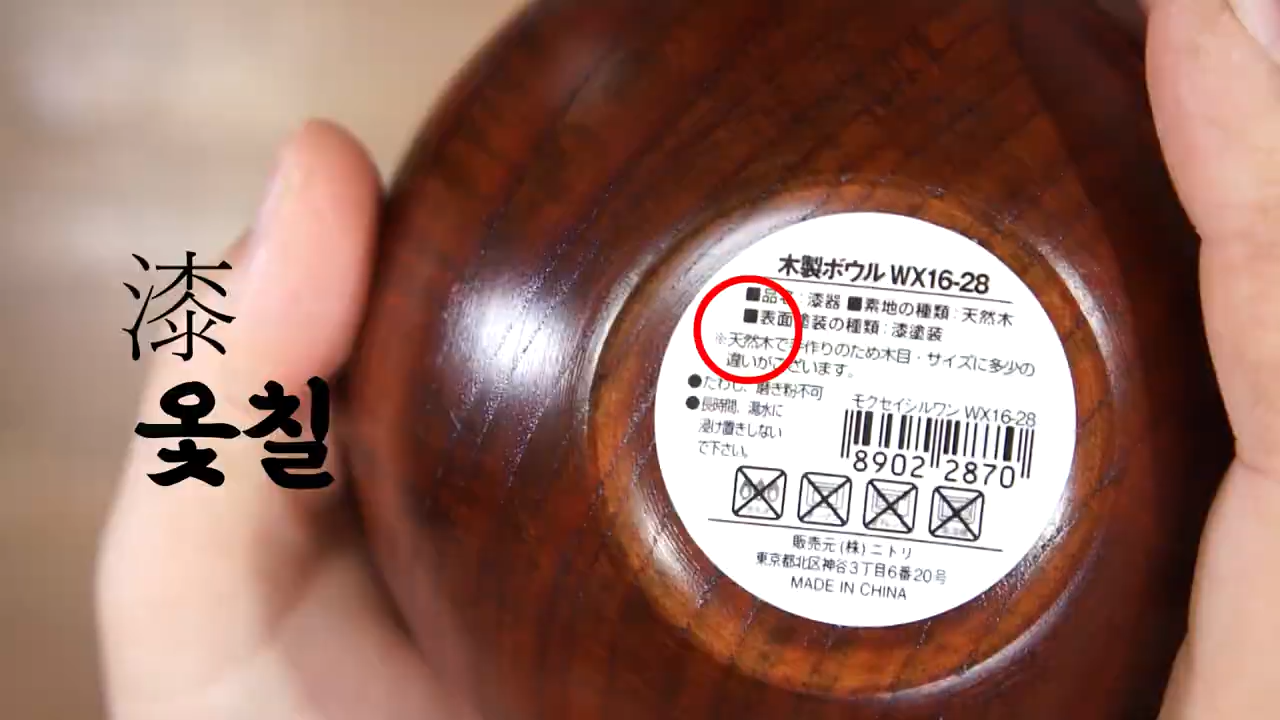 漆
옻칠
木製ボウル WX16-28
■品名:漆器 ■素地の種類:天然木
■表面塗装の種類:漆塗装
※天然木で手作りのため木目・サイズに多少の
違いがございます。
●たわし、磨き粉不可
●長時間、湯水に
浸け置きしない
で下さい。
モクセイシルワン WX16-28
8902 2870
販売元(株)ニトリ
東京都北区神谷3丁目6番20号
MADE IN CHINA